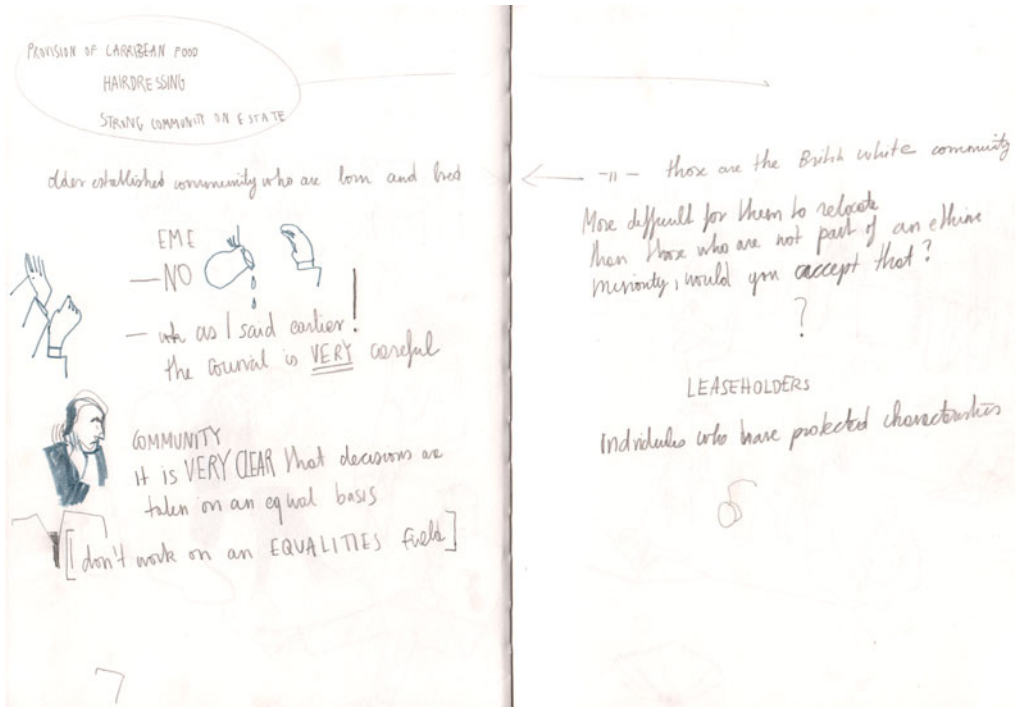 PROVISION OF CARRIBEAN FOOD
HAIRDRESSING
STRONG COMMUNITY ON ESTATE
older established community who are born and bred
EME
— NO
— as I said earlier!
the council is VERY careful
COMMUNITY
it is VERY CLEAR that decisions are
taken on an equal basis
[I don't work on an EQUALITIES field]
7
← -"- those are the British white community
More difficult for them to relocate
than those who are not part of an ethinc
minority, would you accept that?
?
LEASEHOLDERS
individules who have protected characteristics